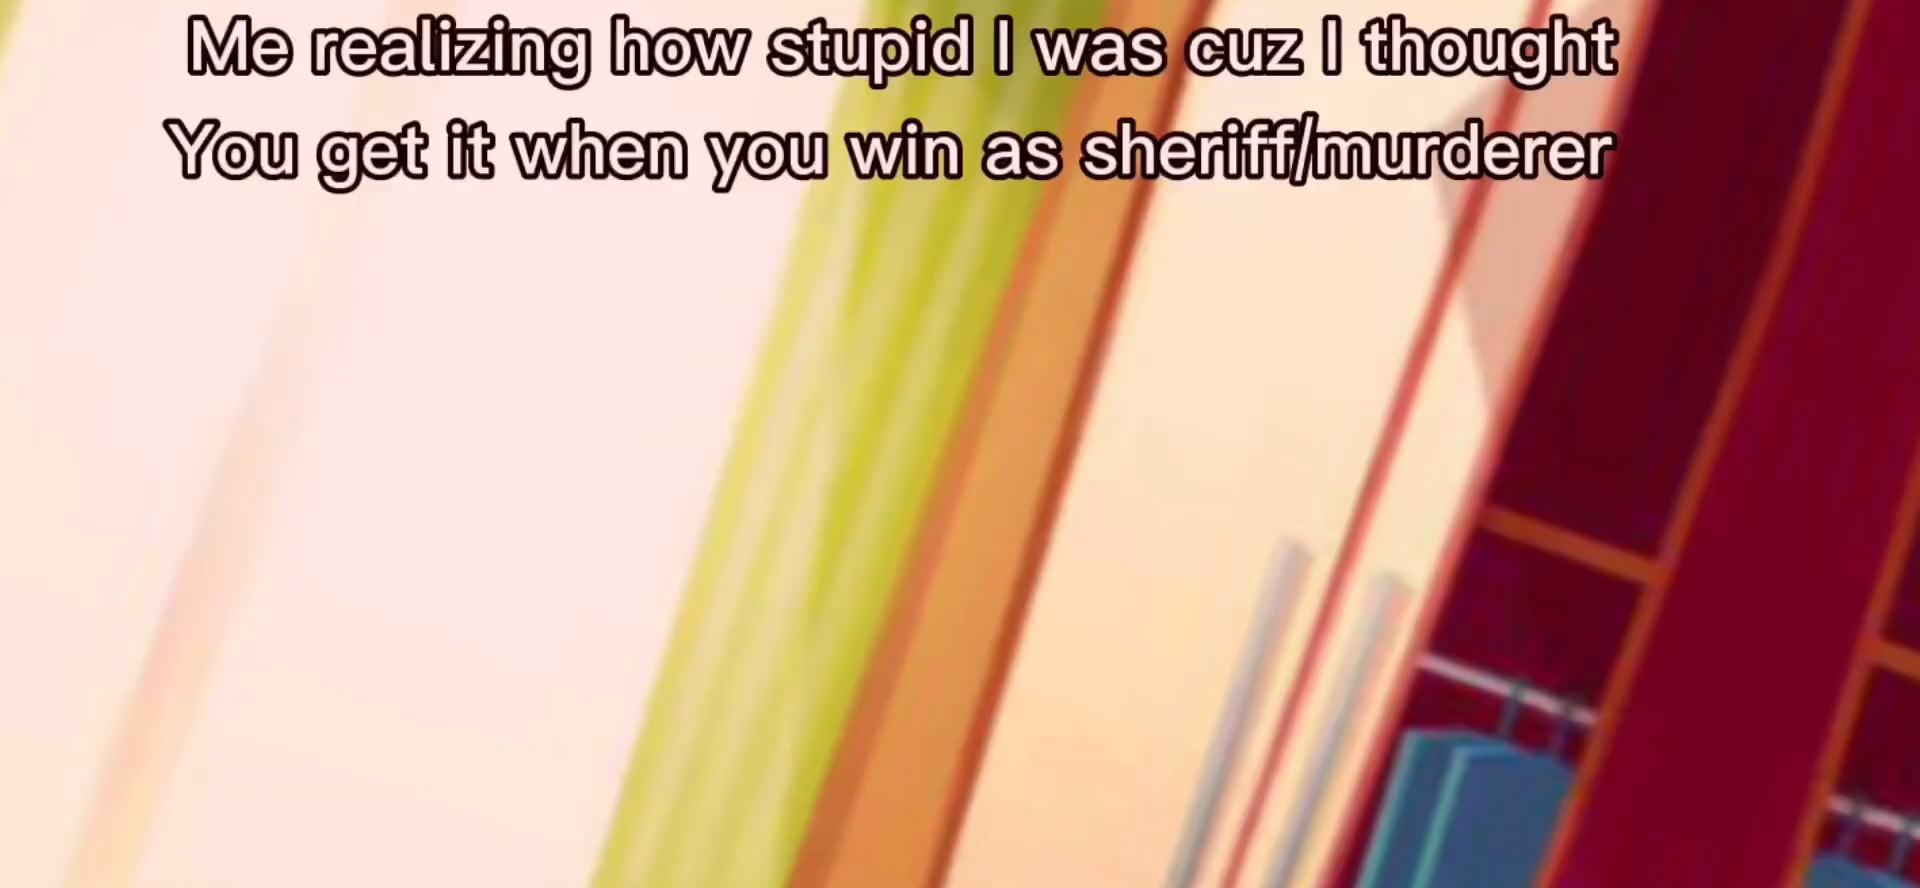 Me realizing how stupid I was cuz I thought
You get it when you win as sheriff/murderer